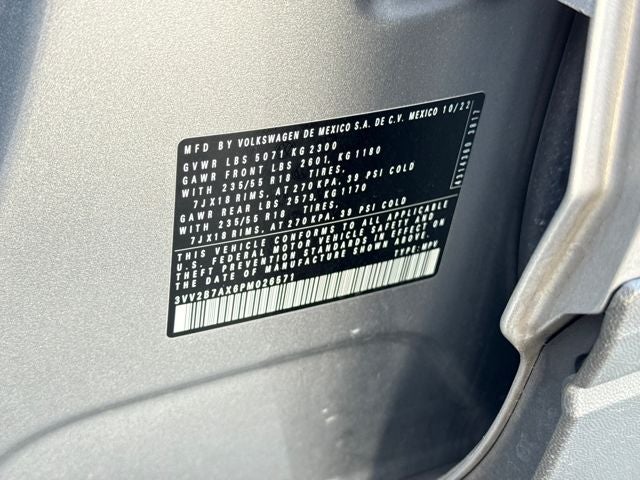 MFD BY VOLKSWAGEN DE MEXICO S.A. DE C.V. MEXICO 10/22
GVWR LBS 5071 KG 2300
GAWR FRONT LBS 2601, KG 1180
WITH 235/55 R18 TIRES,
7JX18 RIMS, AT 270 KPA, 39 PSI COLD
GAWR REAR LBS 2579, KG 1170
WITH 235/55 R18 TIRES,
7JX18 RIMS, AT 270 KPA, 39 PSI COLD
THIS VEHICLE CONFORMS TO ALL APPLICABLE
U.S. FEDERAL MOTOR VEHICLE SAFETY AND
THEFT PREVENTION STANDARDS IN EFFECT ON
THE DATE OF MANUFACTURE SHOWN ABOVE
TYPE: MPV
3VV2B7AX6PM020571